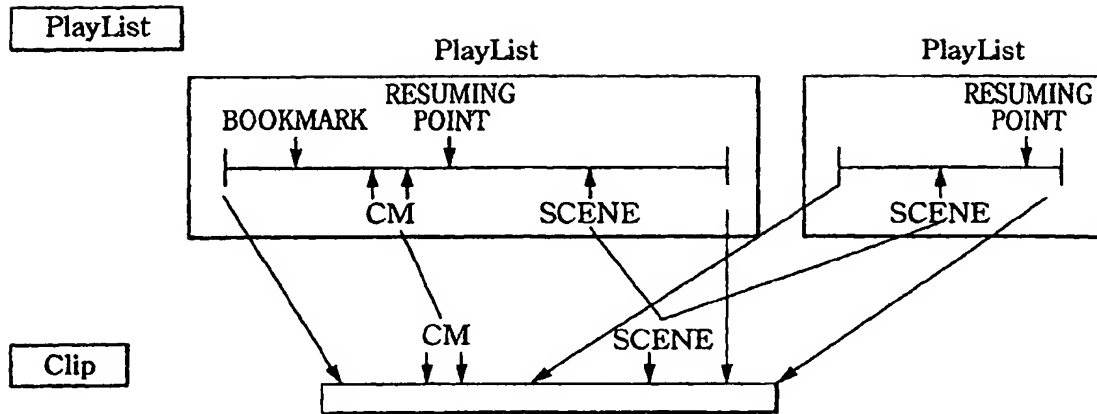 PlayList
PlayList
PlayList
RESUMING
POINT
BOOKMARK
RESUMING
POINT
CM
SCENE
SCENE
CM
SCENE
Clip